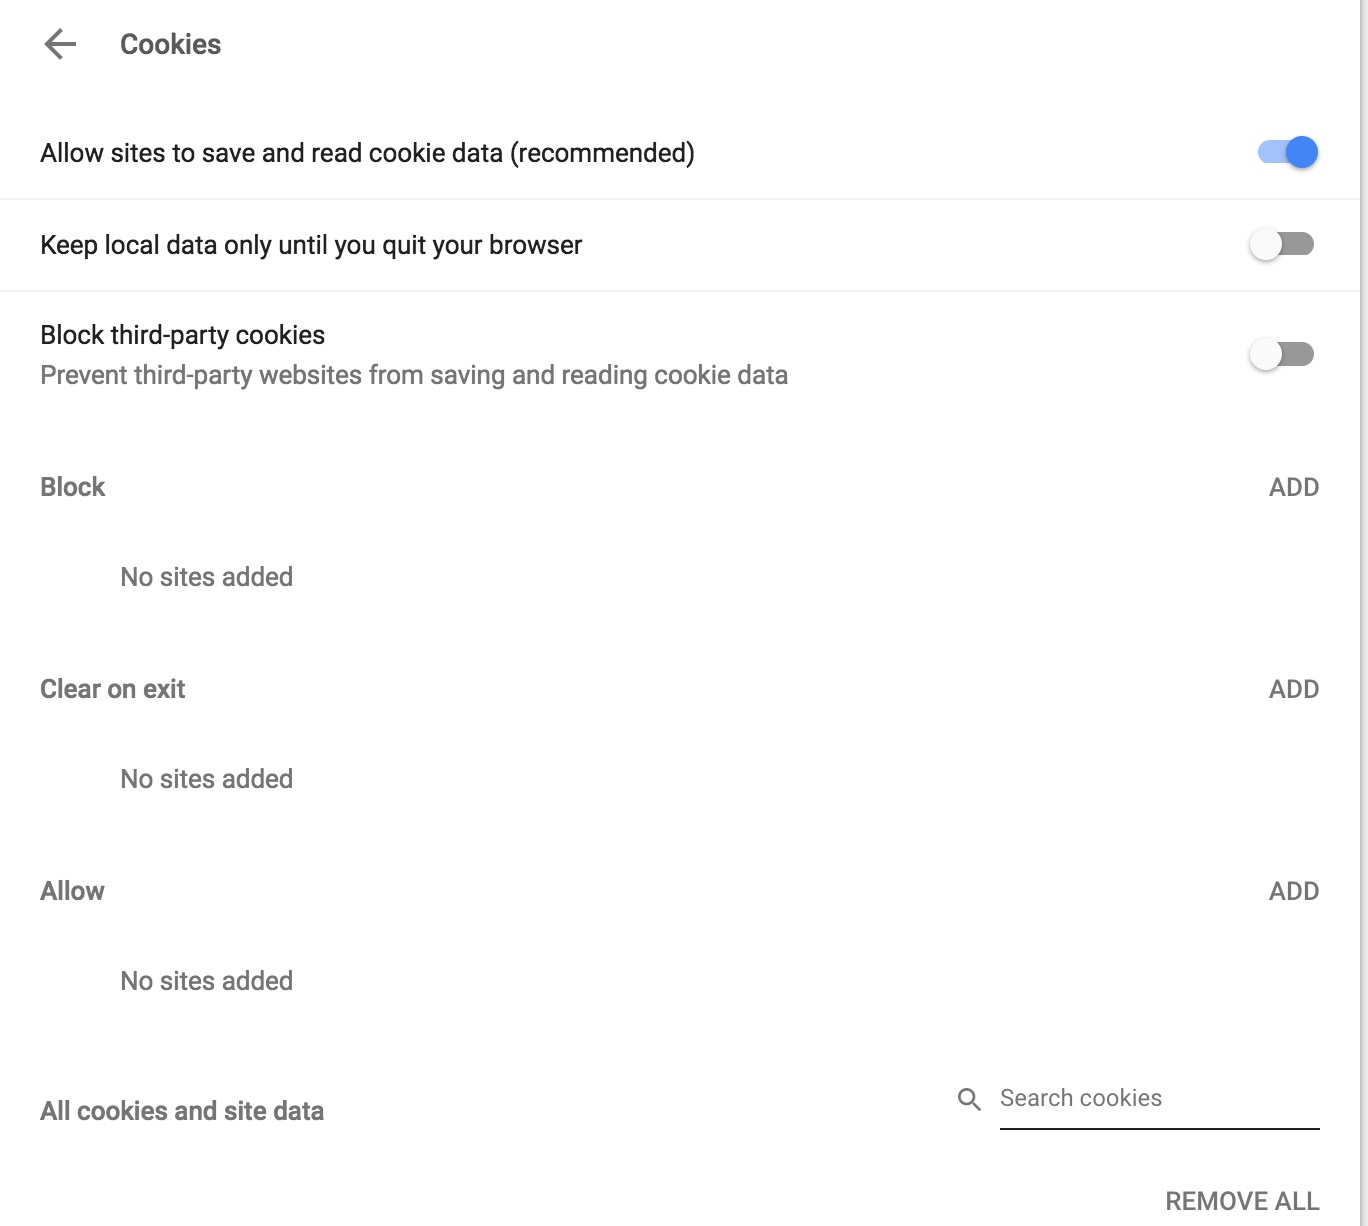 Cookies
Allow sites to save and read cookie data (recommended)
Keep local data only until you quit your browser
Block third-party cookies
Prevent third-party websites from saving and reading cookie data
Block ADD
No sites added
Clear on exit ADD
No sites added
Allow ADD
No sites added
All cookies and site data Search cookies
REMOVE ALL